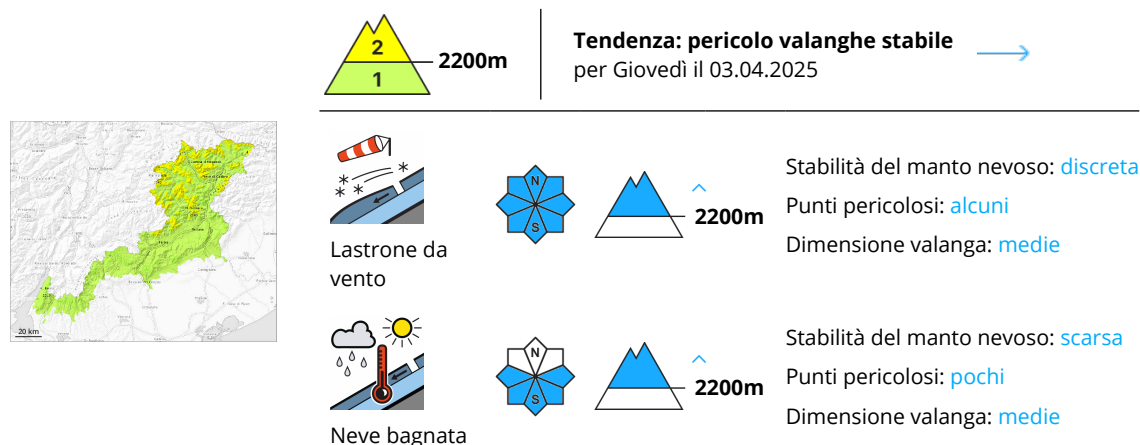 2
1
2200m
Tendenza: pericolo valanghe stabile
per Giovedì il 03.04.2025
20 km
Lastrone da
vento
N
S
2200m
Stabilità del manto nevoso: discreta
Punti pericolosi: alcuni
Dimensione valanga: medie
Neve bagnata
N
S
2200m
Stabilità del manto nevoso: scarsa
Punti pericolosi: pochi
Dimensione valanga: medie